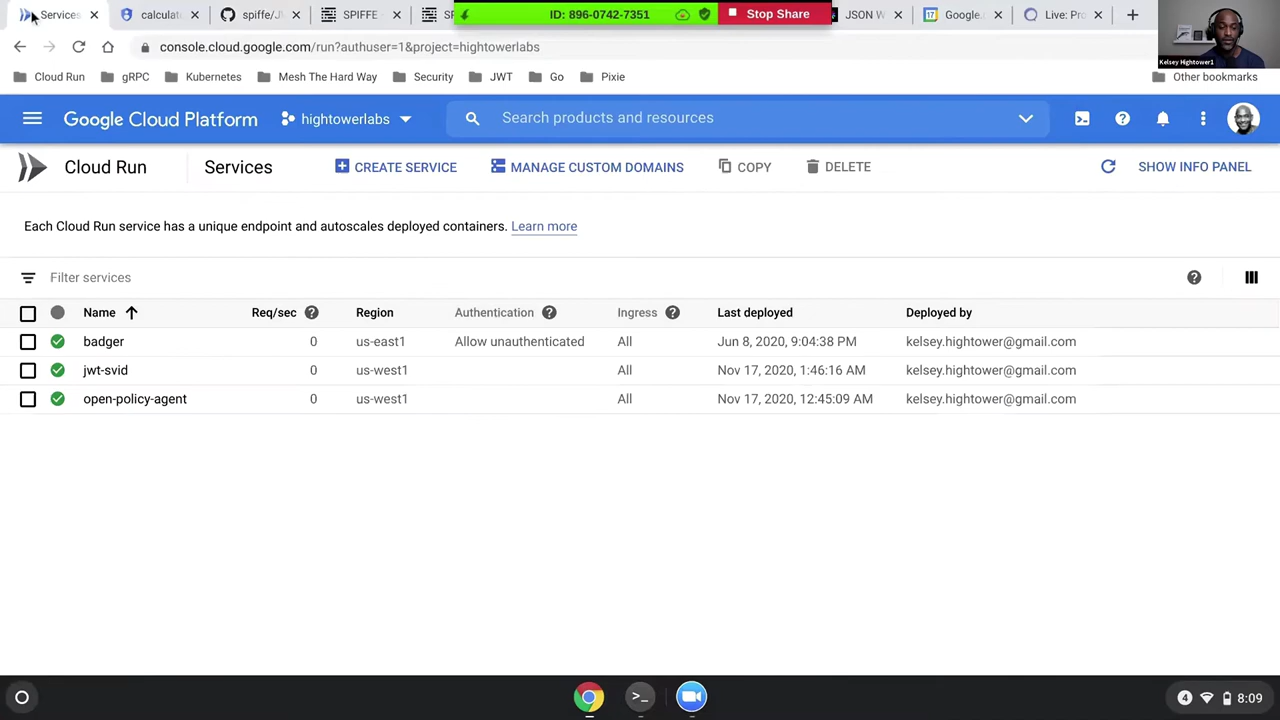 Services
calculat
spiffe/J
SPIFFE
SP
ID: 896-0742-7351
Stop Share
JSON W
Google.
Live: Pro
Kelsey Hightower1
console.cloud.google.com/run?authuser=1&project=hightowerlabs
Cloud Run
gRPC
Kubernetes
Mesh The Hard Way
Security
JWT
Go
Pixie
Other bookmarks
Google Cloud Platform
hightowerlabs
Search products and resources
Cloud Run
Services
CREATE SERVICE
MANAGE CUSTOM DOMAINS
COPY
DELETE
SHOW INFO PANEL
Each Cloud Run service has a unique endpoint and autoscales deployed containers. Learn more
Filter services
Name Req/sec Region Authentication Ingress Last deployed Deployed by
badger 0 us-east1 Allow unauthenticated All Jun 8, 2020, 9:04:38 PM kelsey.hightower@gmail.com
jwt-svid 0 us-west1 All Nov 17, 2020, 1:46:16 AM kelsey.hightower@gmail.com
open-policy-agent 0 us-west1 All Nov 17, 2020, 12:45:09 AM kelsey.hightower@gmail.com
4 8:09